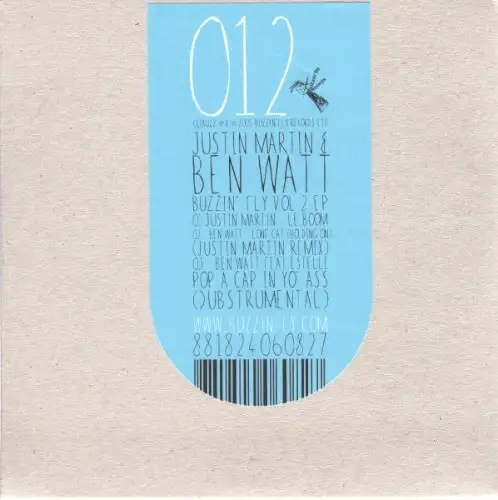 012
JUSTIN MARTIN &
BEN WATT
BUZZIN' FLY VOL 2 EP
01 JUSTIN MARTIN LE BOOM
02 BEN WATT LONE CAT (HOLDING ON)
(JUSTIN MARTIN REMIX)
03 BEN WATT FEAT ESTELLE
POP A CAP IN YO' ASS
(DUBSTRUMENTAL)
WWW.BUZZINFLY.COM
881824060827